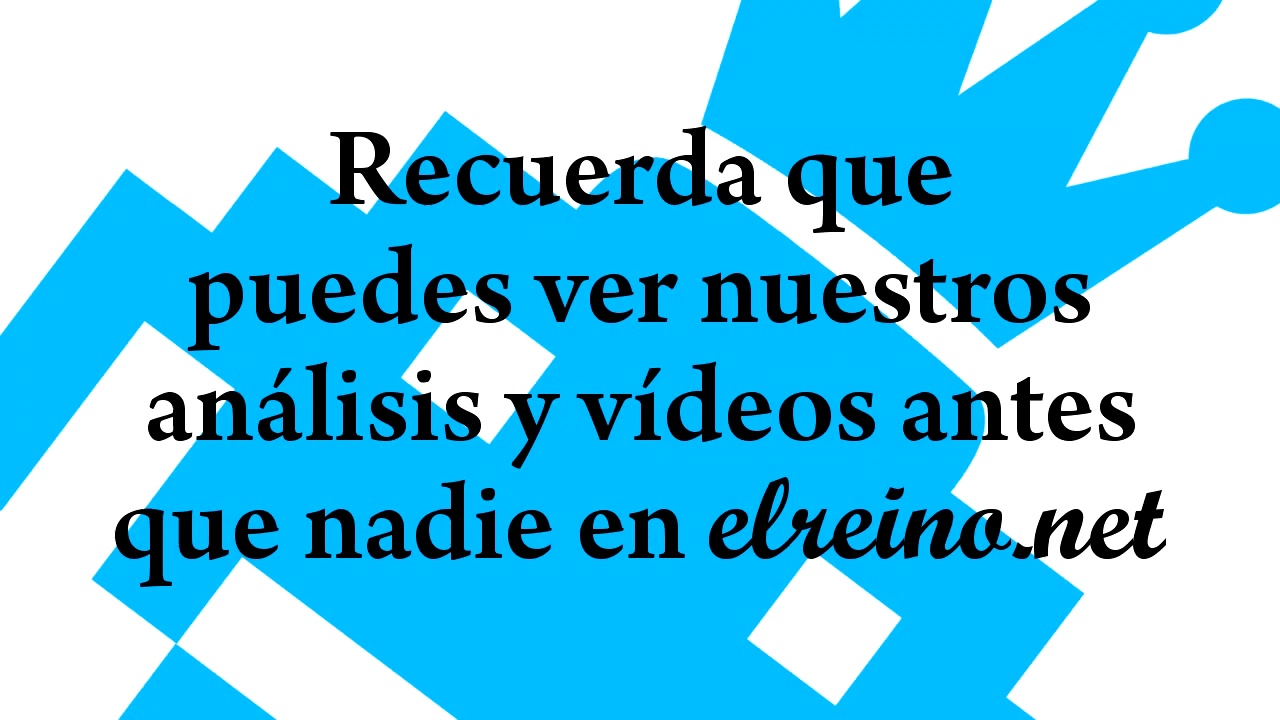 Recuerda que
puedes ver nuestros
análisis y vídeos antes
que nadie en elreino.net